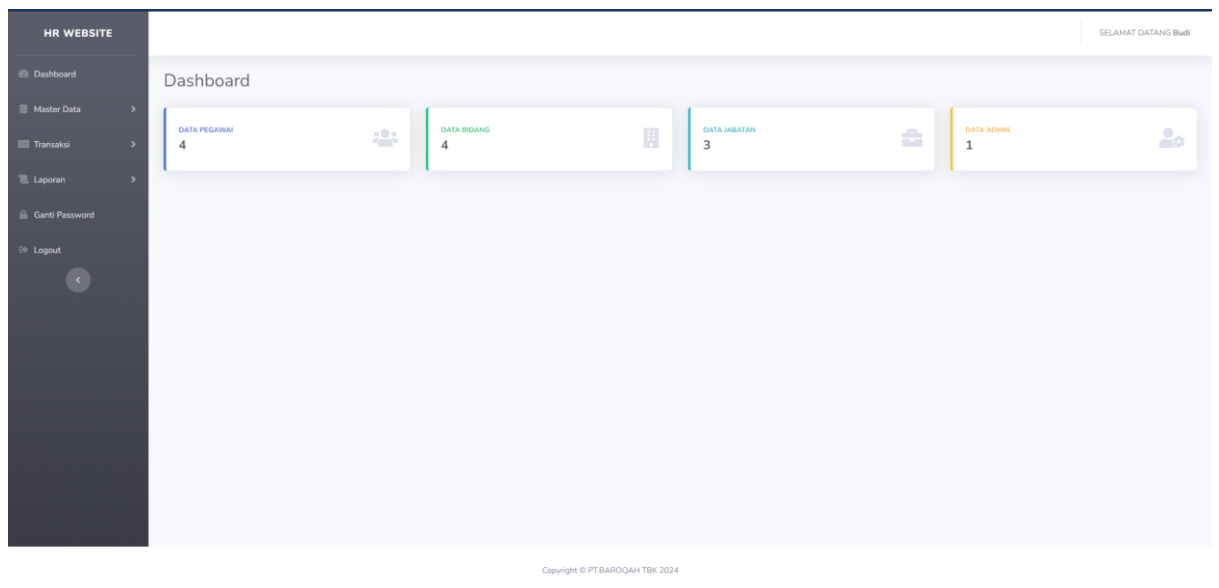 HR WEBSITE
SELAMAT DATANG Budi
Dashboard
Master Data
Transaksi
Laporan
Ganti Password
Logout
Dashboard
DATA PEGAWAI
4
DATA BIDANG
4
DATA JABATAN
3
DATA ADMIN
1
Copyright © PT.BAROQAH TBK 2024